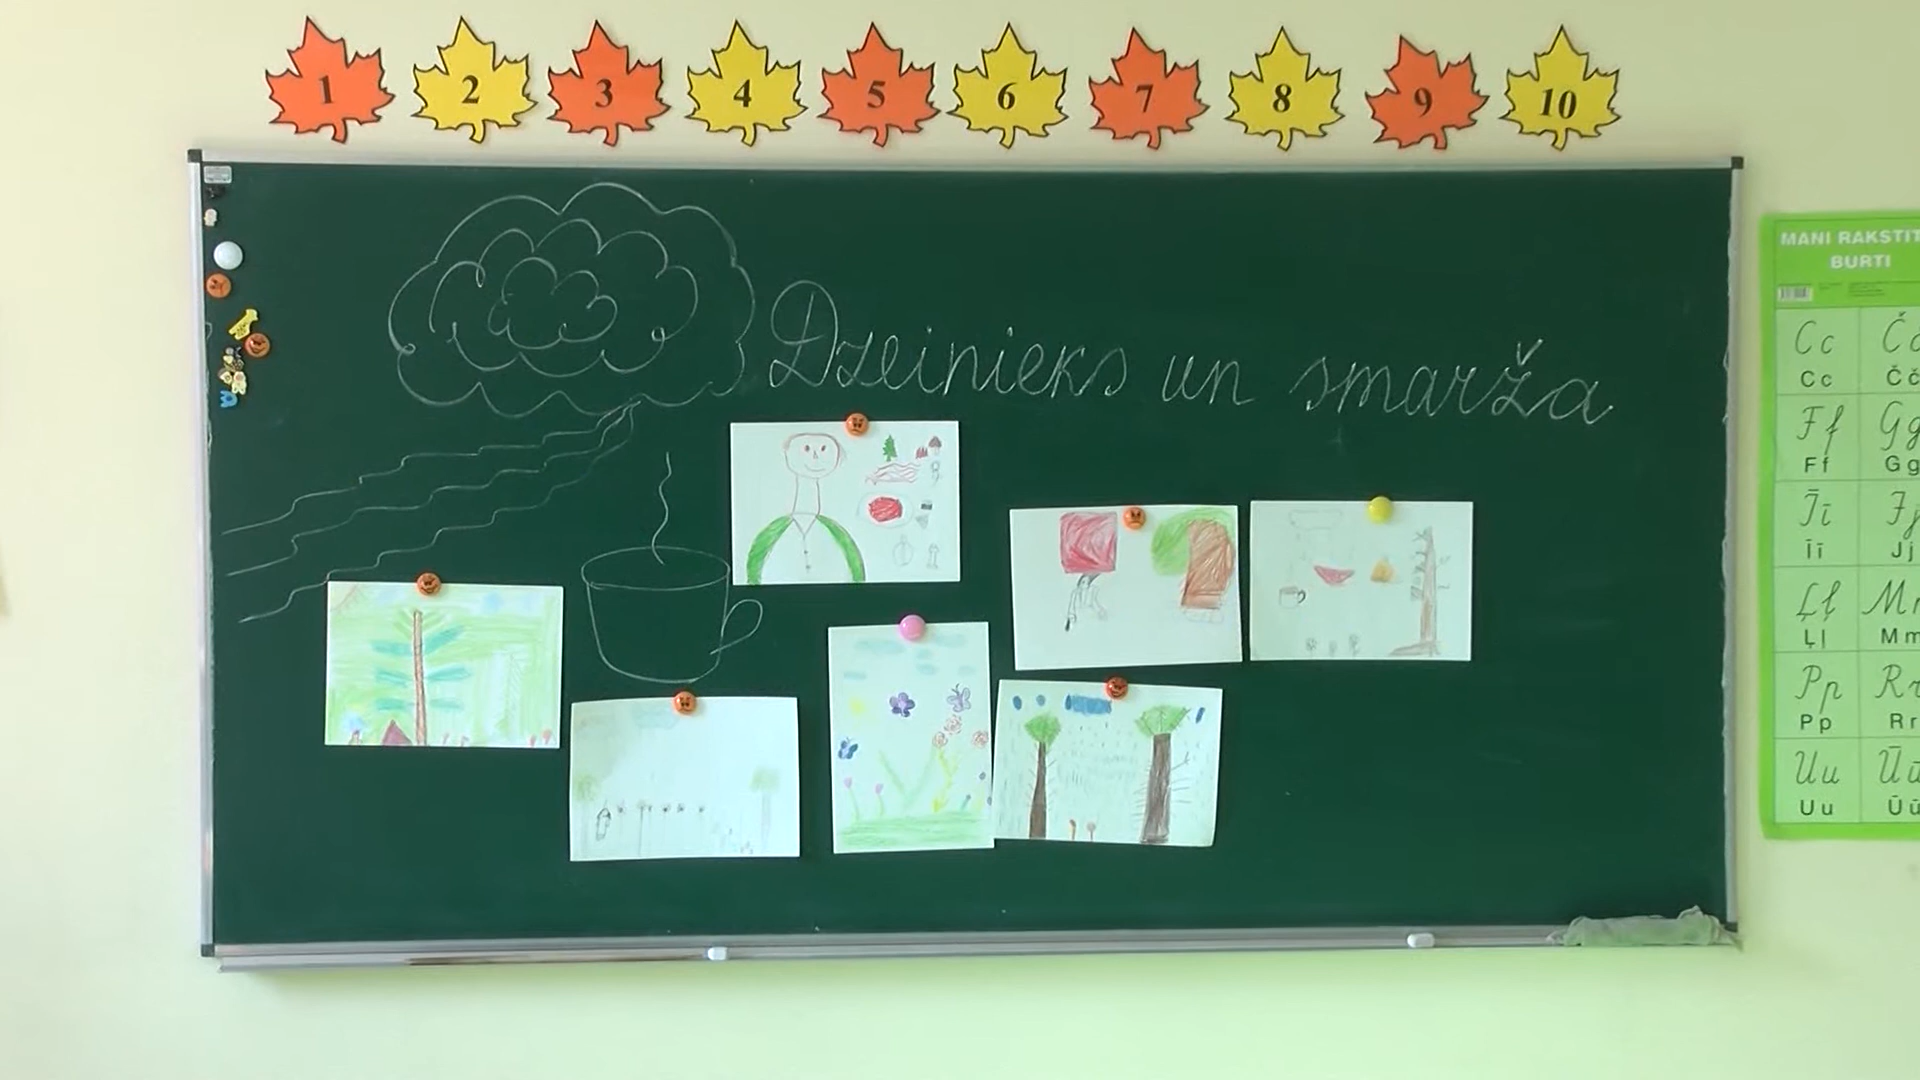 1 2 3 4 5 6 7 8 9 10
Dzeinieks un smarža
MANI RAKSTIT
BURTI
Cc Č
Cc Čč
Ff Gg
Ff Gg
Īī Jj
Īī Jj
Ļļ M
Ļļ Mm
Pp Rr
Pp Rr
Uu Ūū
Uu Ūū